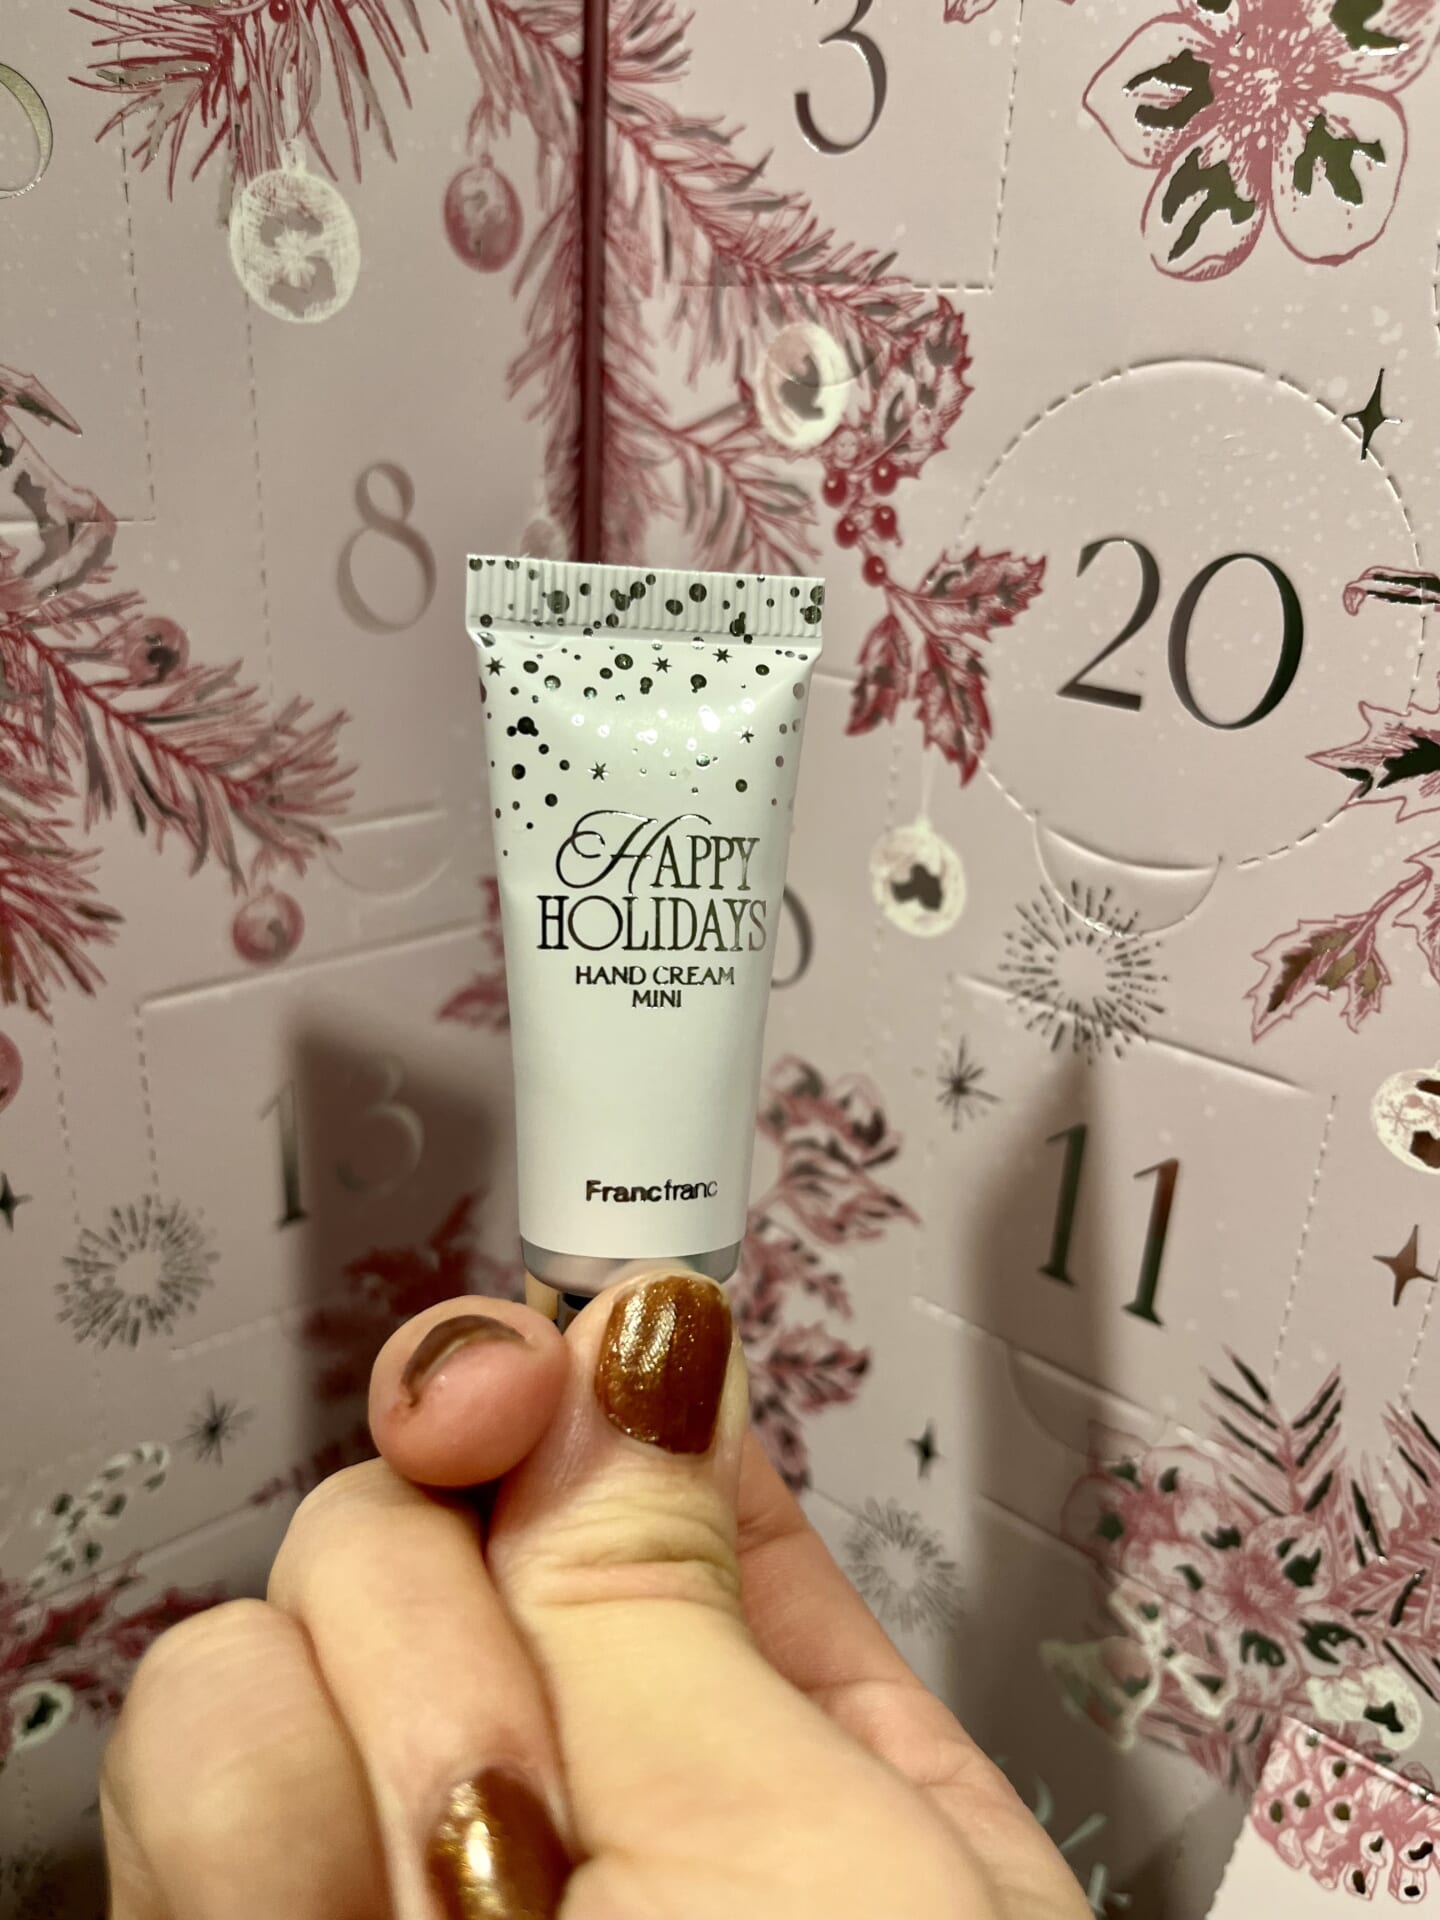 3
8
20
HAPPY
HOLIDAYS
HAND CREAM
MINI
13
11
Francfranc